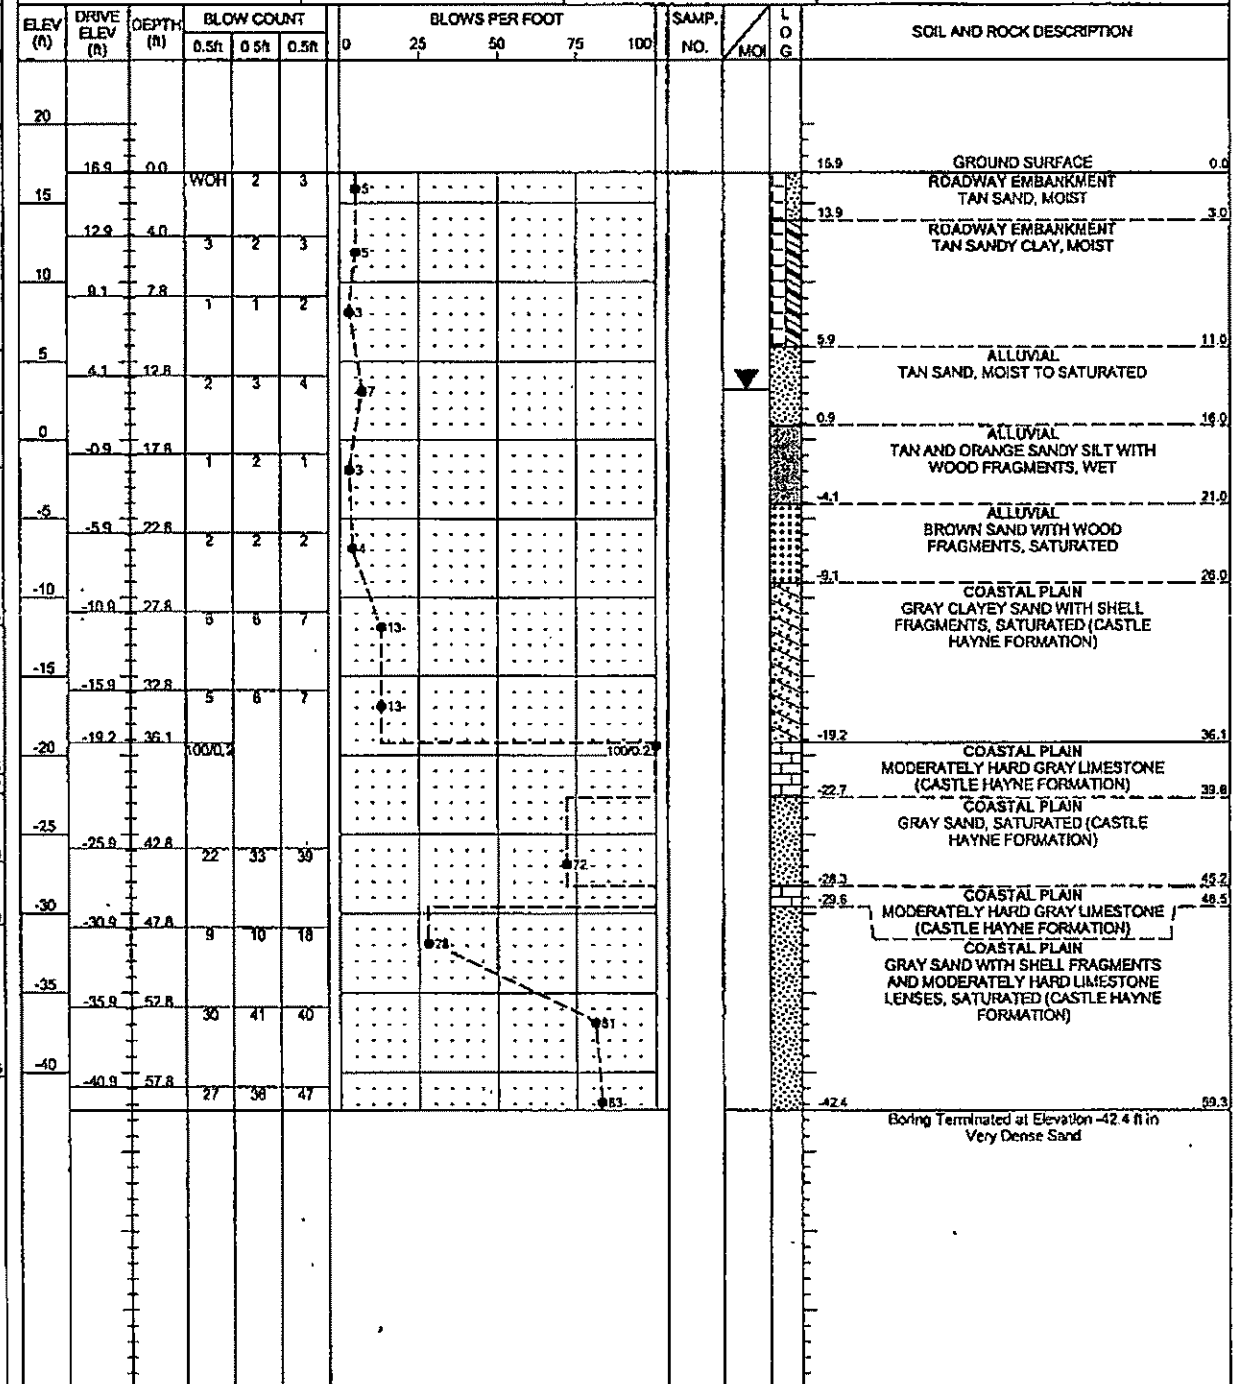 ELEV (ft) DRIVE ELEV (ft) DEPTH (ft) BLOW COUNT BLOWS PER FOOT SAMP. NO. MOI LOG SOIL AND ROCK DESCRIPTION
0.5ft 0.5ft 0.5ft 0 25 50 75 100
20
16.9 0.0 15.9 GROUND SURFACE 0.0
WOH 2 3 5 ROADWAY EMBANKMENT
TAN SAND, MOIST
15 13.9 3.0
12.9 4.0 ROADWAY EMBANKMENT
3 2 3 5 TAN SANDY CLAY, MOIST
10
9.1 7.8
1 1 2 3
5 5.9 11.0
4.1 12.8 ALLUVIAL
2 3 4 7 TAN SAND, MOIST TO SATURATED
0 0.9 16.0
-0.9 17.8 ALLUVIAL
1 2 1 3 TAN AND ORANGE SANDY SILT WITH
WOOD FRAGMENTS, WET
-5 -4.1 21.0
-5.9 22.8 ALLUVIAL
2 2 2 4 BROWN SAND WITH WOOD
FRAGMENTS, SATURATED
-10 -9.1 26.0
-10.9 27.8 COASTAL PLAIN
6 7 13 GRAY CLAYEY SAND WITH SHELL
FRAGMENTS, SATURATED (CASTLE
HAYNE FORMATION)
-15
-15.9 32.8
5 6 7 13
-19.2 36.1 -19.2 36.1
-20 100/0.2 100/0.2 COASTAL PLAIN
MODERATELY HARD GRAY LIMESTONE
(CASTLE HAYNE FORMATION)
-22.7 39.6
-25 COASTAL PLAIN
GRAY SAND, SATURATED (CASTLE
HAYNE FORMATION)
-25.9 42.8
22 33 39 72
-28.3 45.2
-30 COASTAL PLAIN
-29.6 46.5
-30.9 47.8 MODERATELY HARD GRAY LIMESTONE
9 10 18 28 (CASTLE HAYNE FORMATION)
COASTAL PLAIN
GRAY SAND WITH SHELL FRAGMENTS
-35 AND MODERATELY HARD LIMESTONE
-35.9 52.8 LENSES, SATURATED (CASTLE HAYNE
30 41 40 81 FORMATION)
-40
-40.9 57.8
27 36 47 83
-42.4 59.3
Boring Terminated at Elevation -42.4 ft in
Very Dense Sand